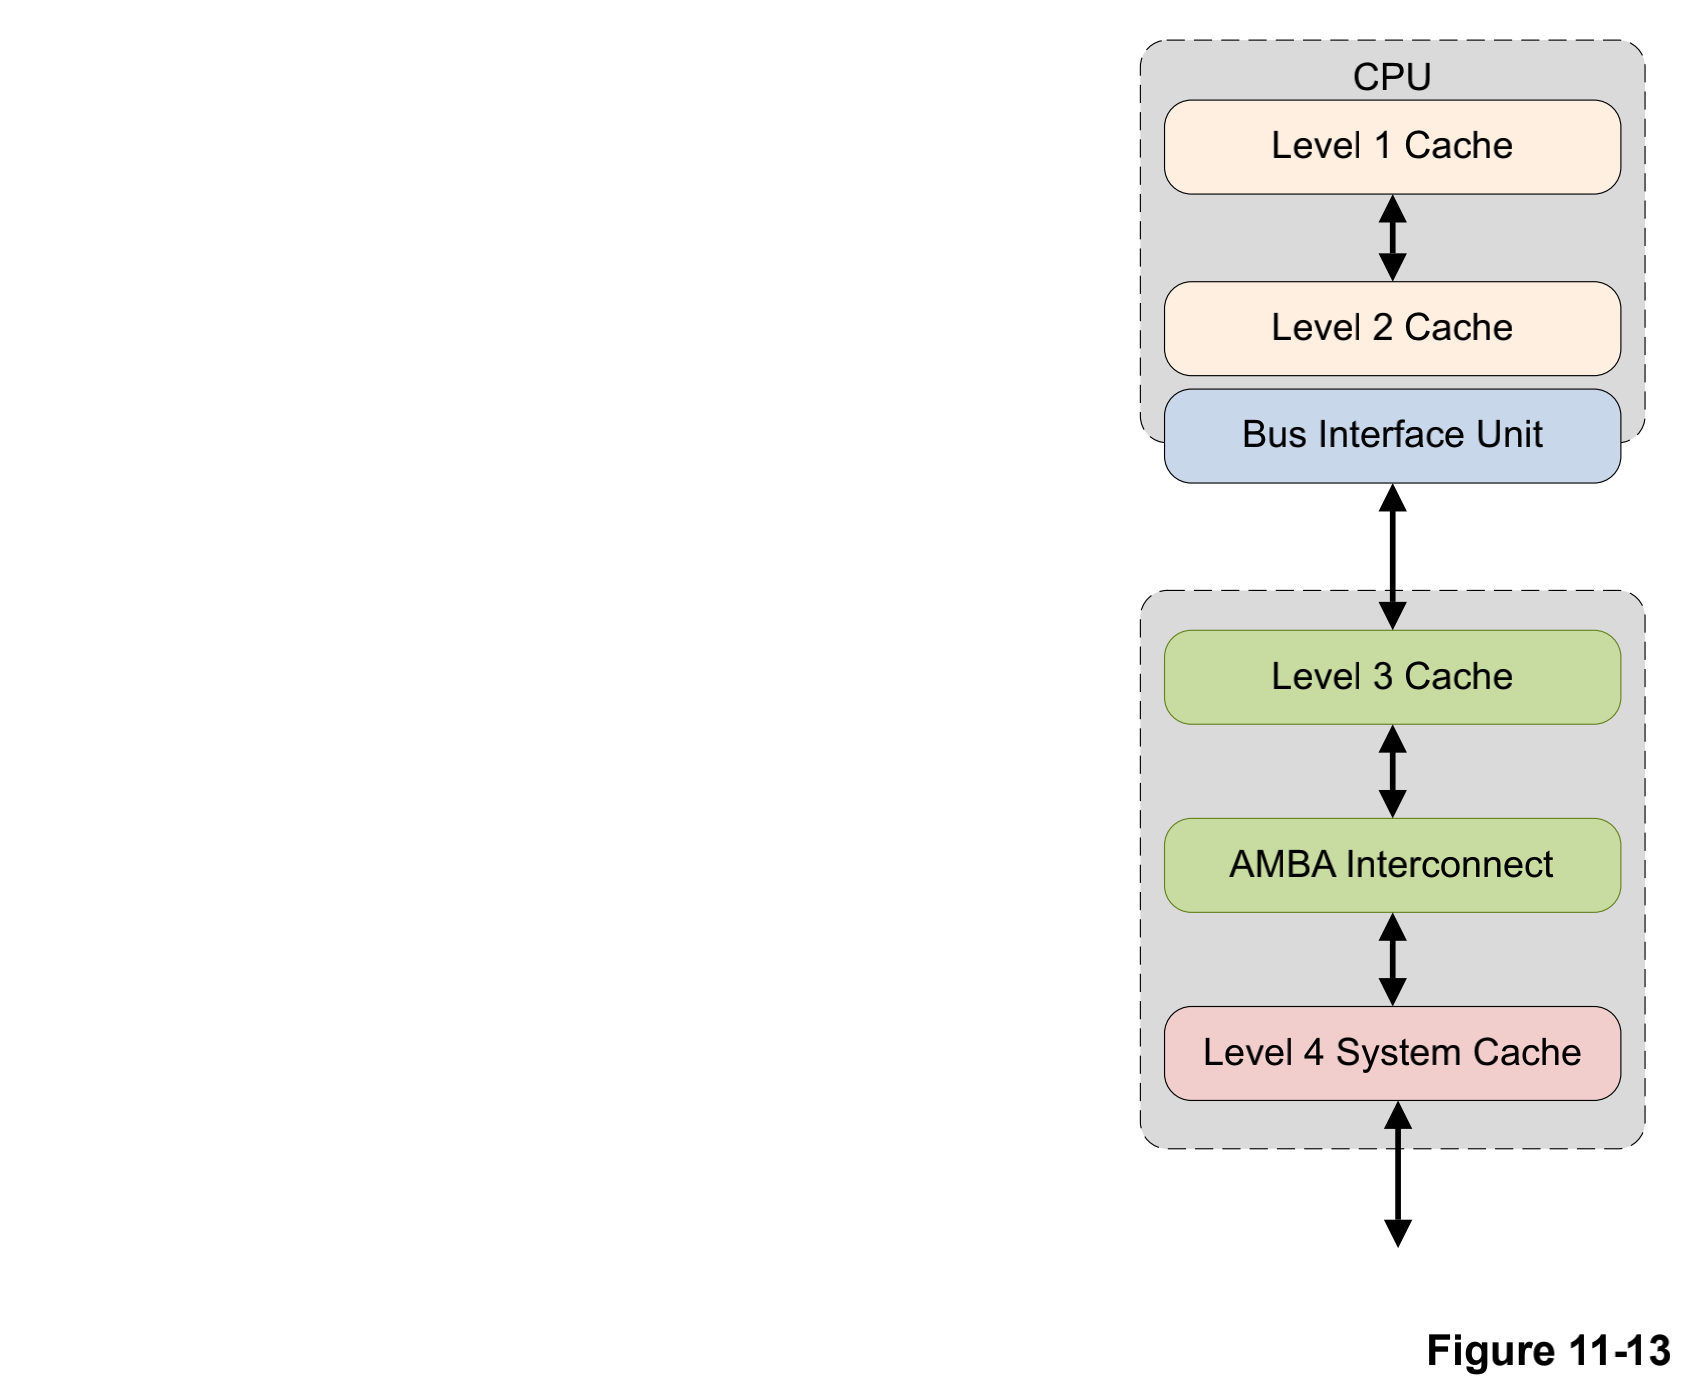 CPU
Level 1 Cache
Level 2 Cache
Bus Interface Unit
Level 3 Cache
AMBA Interconnect
Level 4 System Cache
Figure 11-13